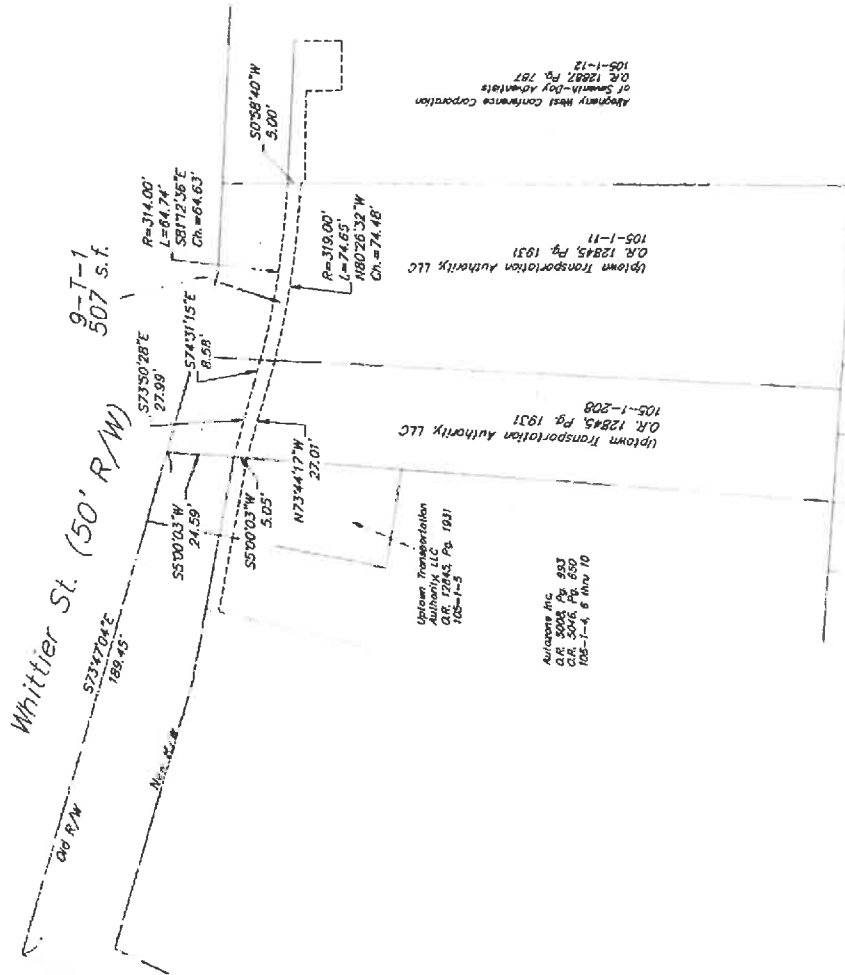 Whittier St. (50' R/W)
9-T-1
507 s.f.
R=314.00'
L=64.74'
S81°12'36"E
Ch.=64.63'
S0°58'40"W
5.00'
S73°50'28"E
27.99'
S74°31'15"E
8.58'
R=319.00'
L=74.65'
N80°26'32"W
Ch.=74.48'
S5°00'03"W
24.59'
S5°00'03"W
5.05'
N73°44'17"W
27.01'
S73°47'04"E
189.45'
Old R/W
New R/W
Allegheny West Conference Corporation
of Seventh-Day Adventists
O.R. 12887, Pg. 787
105-1-12
Uptown Transportation Authority, LLC
O.R. 12845, Pg. 1931
105-1-11
Uptown Transportation Authority, LLC
O.R. 12845, Pg. 1931
105-1-208
Uptown Transportation
Authority, LLC
O.R. 12845, Pg. 1931
105-1-5
Autozone Inc.
O.R. 5008, Pg. 993
O.R. 5046, Pg. 650
105-1-4, 6 thru 10